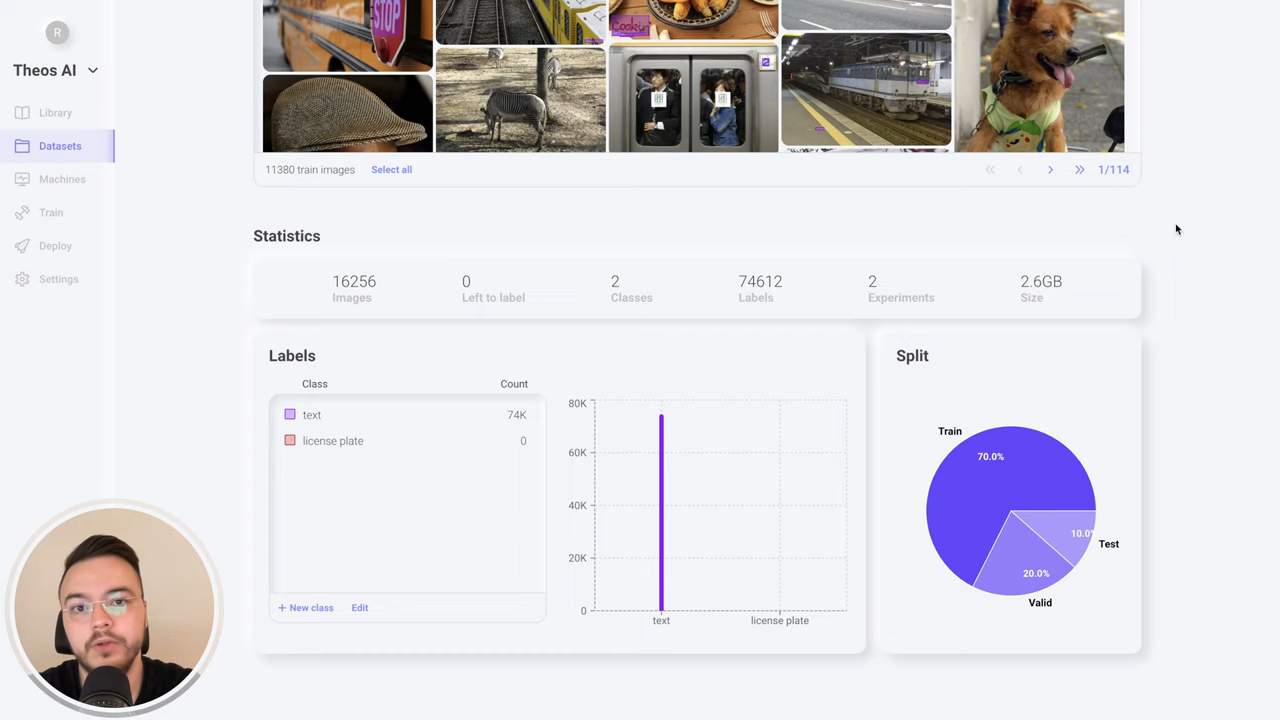 R
Theos AI
Library
Datasets
Machines
Train
Deploy
Settings
STOP
Cookin
11380 train images Select all 1/114
Statistics
16256 0 2 74612 2 2.6GB
Images Left to label Classes Labels Experiments Size
Labels
Class Count
text 74K
license plate 0
+ New class Edit
80K
60K
40K
20K
0
text license plate
Split
Train
70.0%
10.0
Test
20.0%
Valid